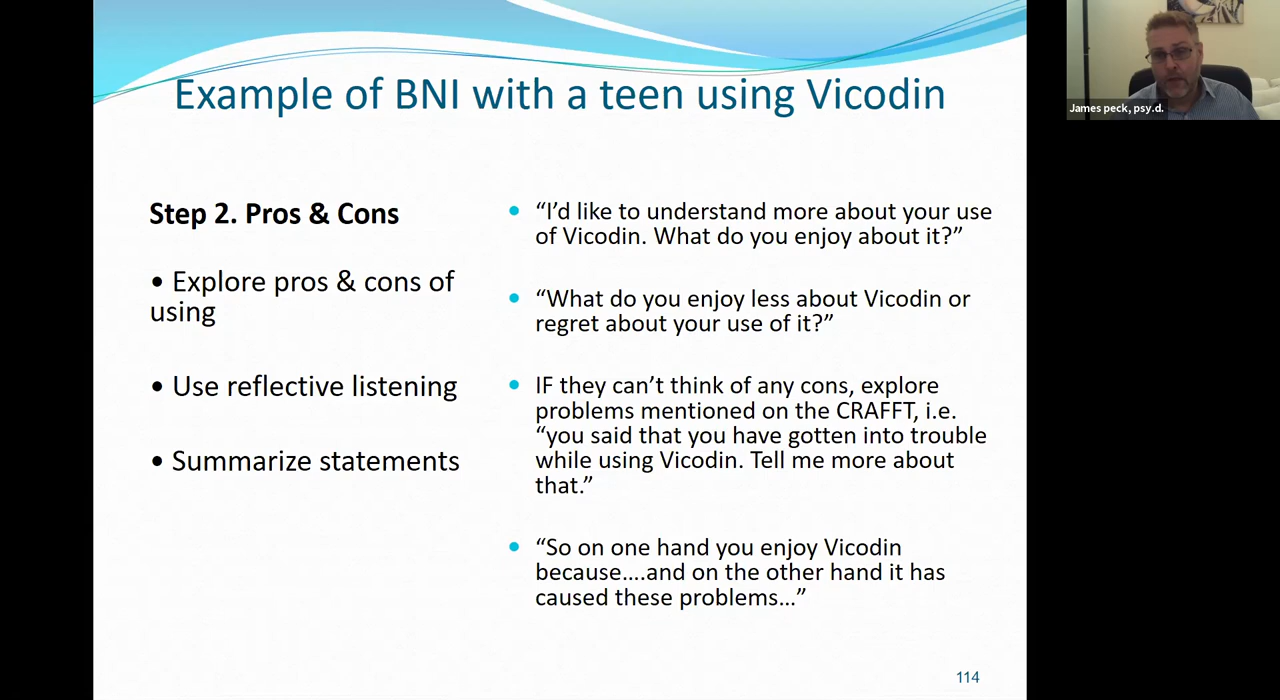 Example of BNI with a teen using Vicodin
Step 2. Pros & Cons
• Explore pros & cons of
using
• Use reflective listening
• Summarize statements
• “I’d like to understand more about your use
of Vicodin. What do you enjoy about it?”
• “What do you enjoy less about Vicodin or
regret about your use of it?”
• IF they can’t think of any cons, explore
problems mentioned on the CRAFFT, i.e.
“you said that you have gotten into trouble
while using Vicodin. Tell me more about
that.”
• “So on one hand you enjoy Vicodin
because….and on the other hand it has
caused these problems…”
114
James peck, psy.d.